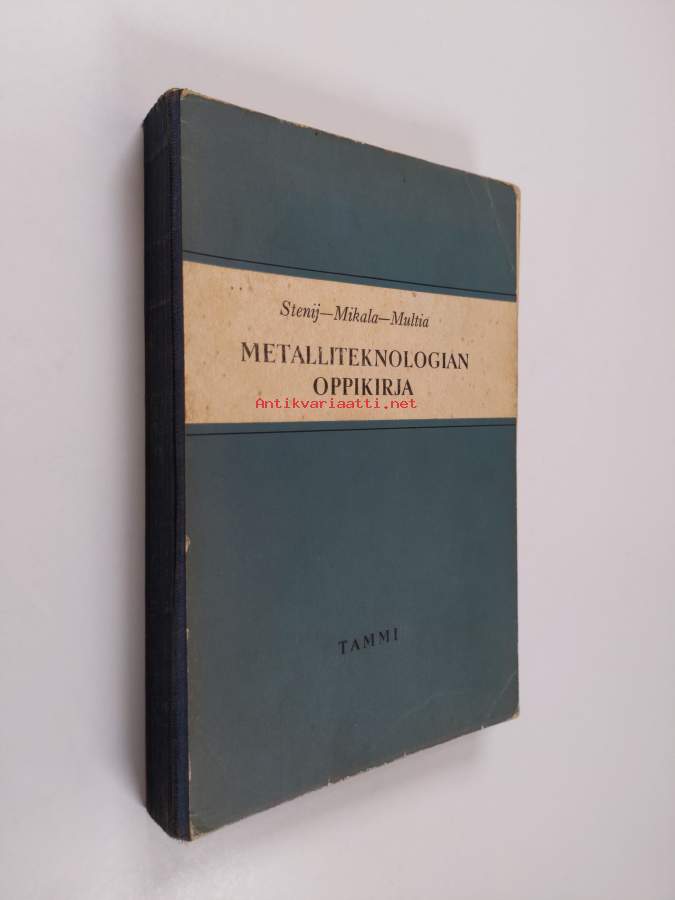 Stenij—Mikala—Multia
METALLITEKNOLOGIAN
OPPIKIRJA
Antikvariaatti.net
TAMMI